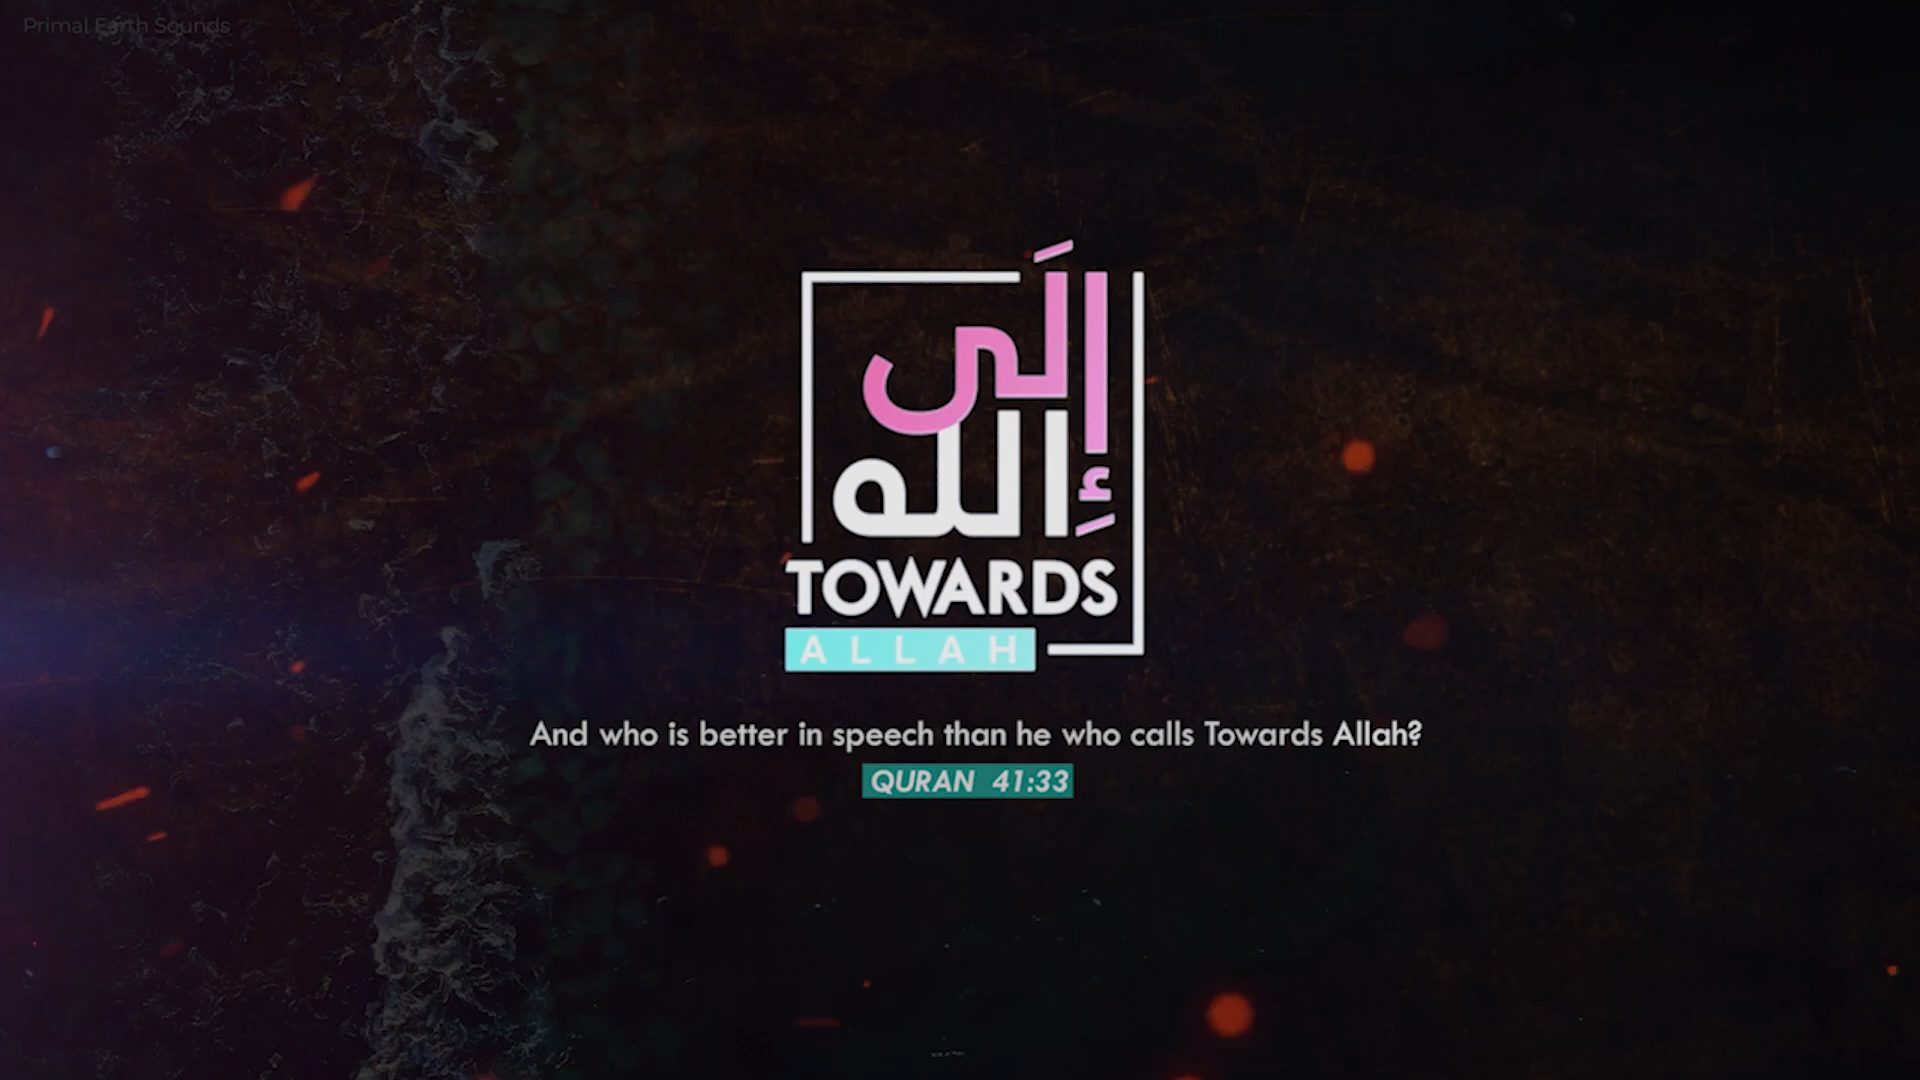 Primal Earth Sounds
إِلَى
الله
TOWARDS
ALLAH
And who is better in speech than he who calls Towards Allah?
QURAN 41:33